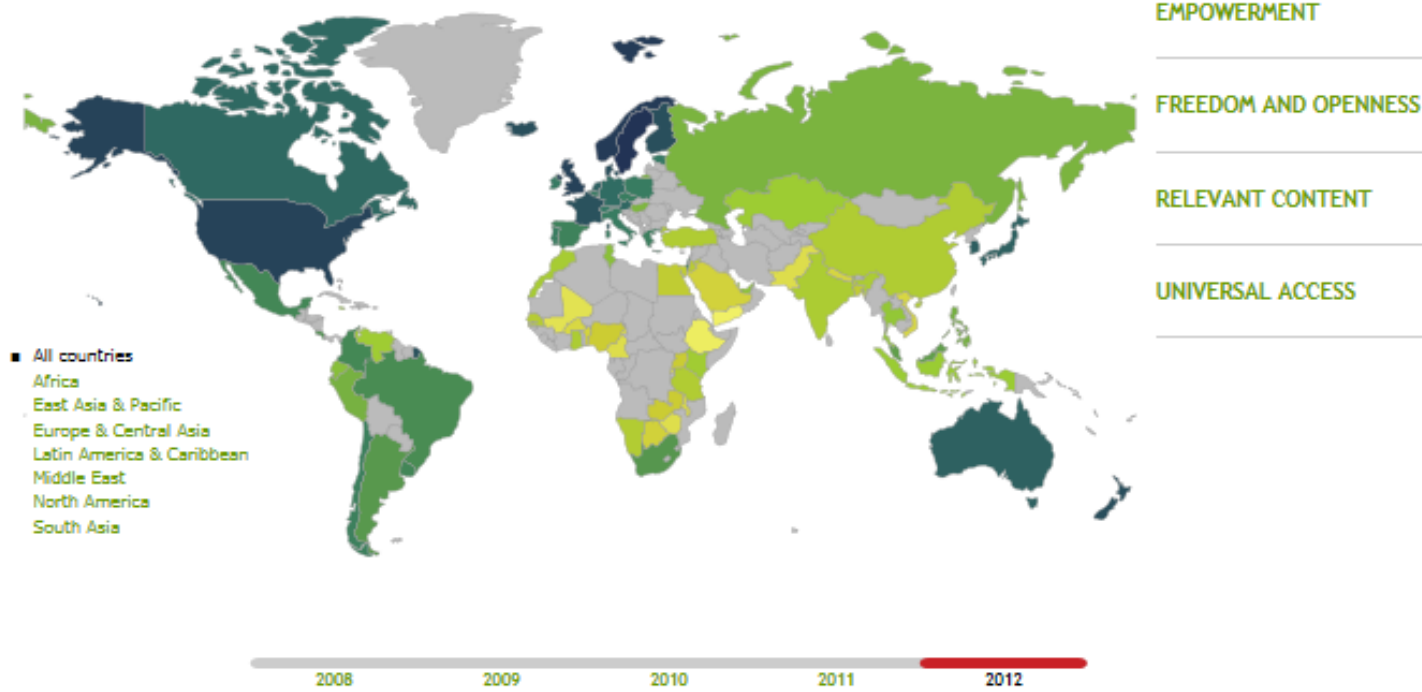 EMPOWERMENT
FREEDOM AND OPENNESS
RELEVANT CONTENT
UNIVERSAL ACCESS
All countries
Africa
East Asia & Pacific
Europe & Central Asia
Latin America & Caribbean
Middle East
North America
South Asia
2008 2009 2010 2011 2012